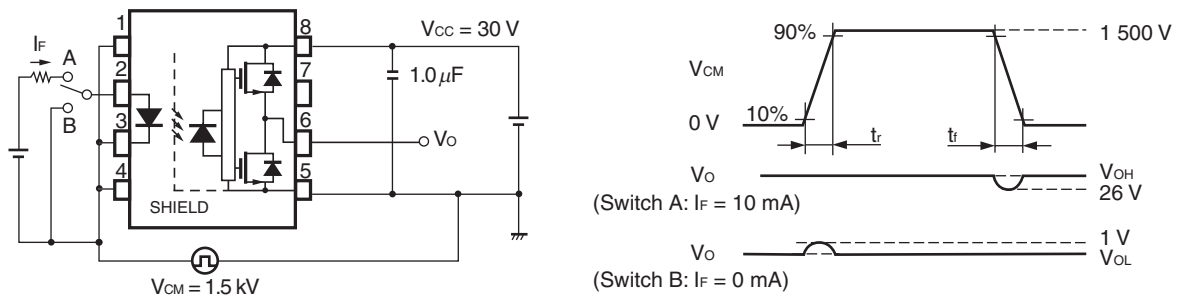 1
8
VCC = 30 V
IF
A
2
7
1.0 μF
B
3
6
VO
4
5
SHIELD
VCM = 1.5 kV
90%
1 500 V
VCM
10%
0 V
tr
tf
VO
VOH
26 V
(Switch A: IF = 10 mA)
1 V
VO
VOL
(Switch B: IF = 0 mA)